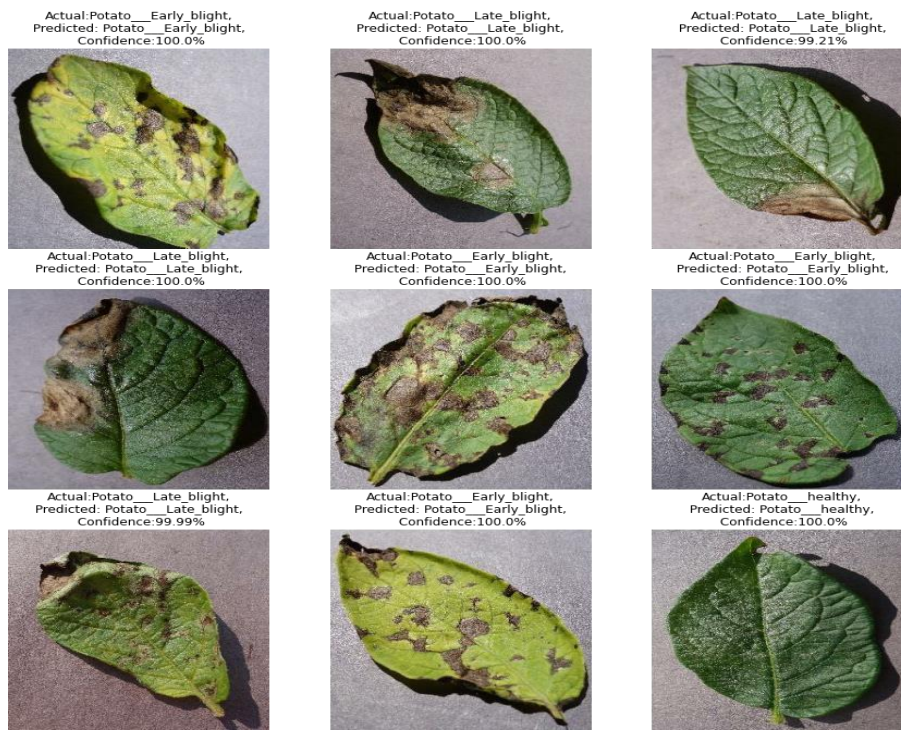 Actual:Potato___Early_blight,
Predicted: Potato___Early_blight,
Confidence:100.0%
Actual:Potato___Late_blight,
Predicted: Potato___Late_blight,
Confidence:100.0%
Actual:Potato___Late_blight,
Predicted: Potato___Late_blight,
Confidence:99.21%
Actual:Potato___Late_blight,
Predicted: Potato___Late_blight,
Confidence:100.0%
Actual:Potato___Early_blight,
Predicted: Potato___Early_blight,
Confidence:100.0%
Actual:Potato___Early_blight,
Predicted: Potato___Early_blight,
Confidence:100.0%
Actual:Potato___Late_blight,
Predicted: Potato___Late_blight,
Confidence:99.99%
Actual:Potato___Early_blight,
Predicted: Potato___Early_blight,
Confidence:100.0%
Actual:Potato___healthy,
Predicted: Potato___healthy,
Confidence:100.0%